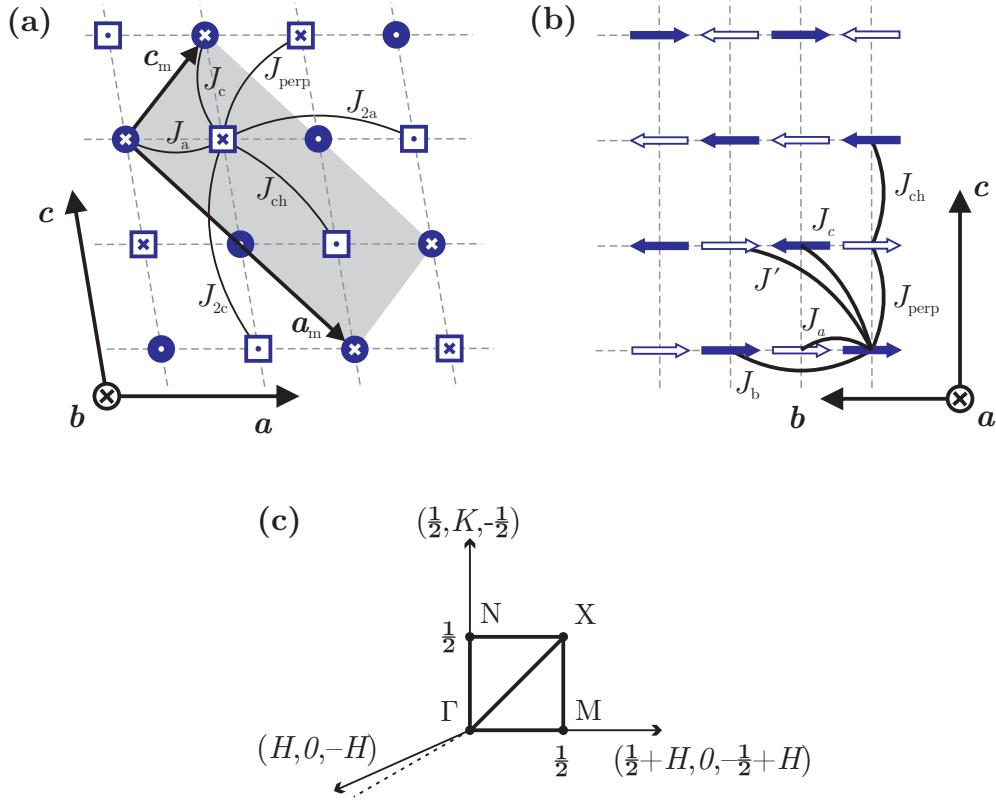 (a)
c_m
J_c
J_perp
J_2a
J_a
J_ch
c
J_2c
a_m
b
a
(b)
J_ch
c
J_c
J'
J_perp
J_a
J_b
b
a
(c)
(1/2,K,-1/2)
N
X
1/2
Γ
M
(H,0,−H)
1/2
(1/2+H,0,-1/2+H)